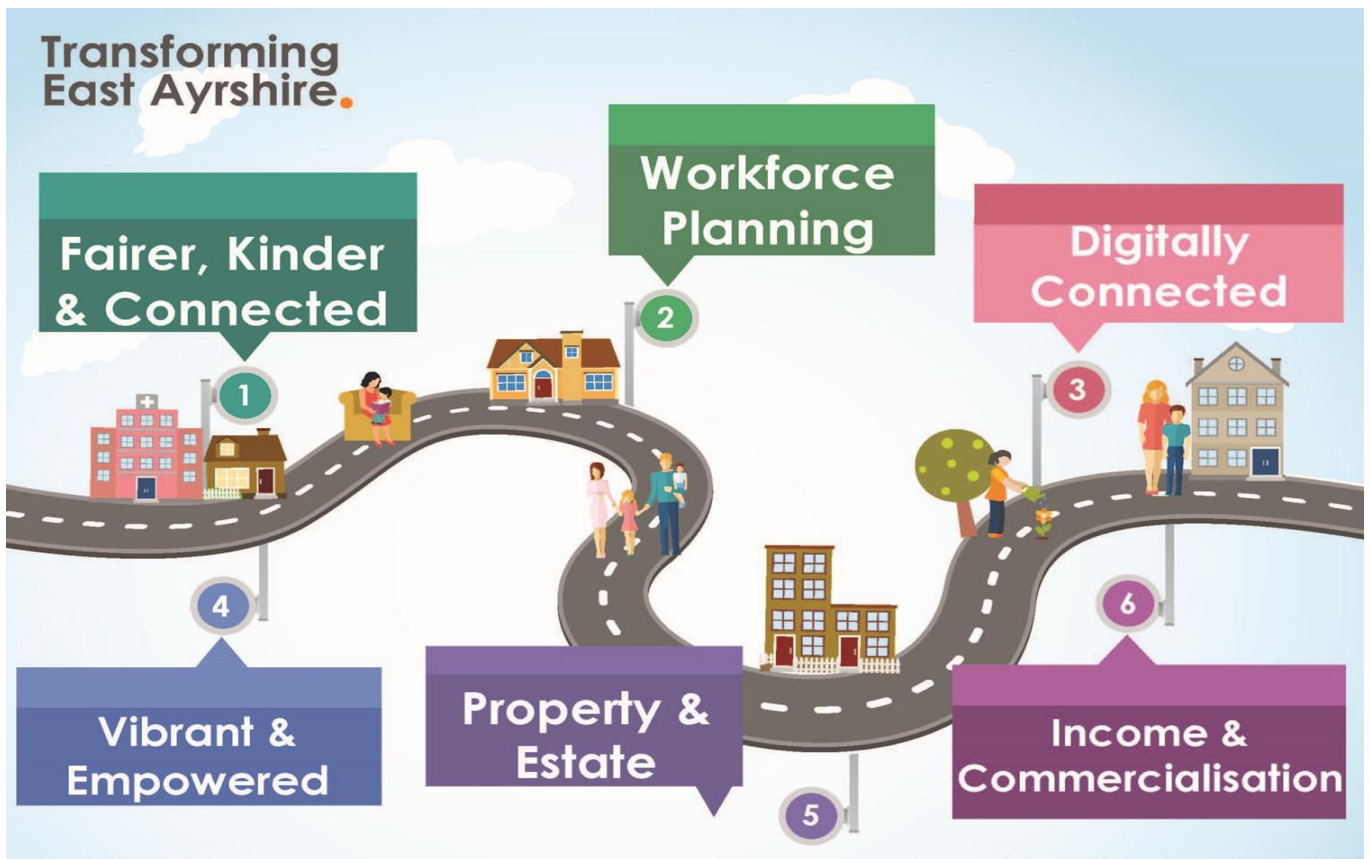 Transforming
East Ayrshire.
Fairer, Kinder
& Connected
1
Workforce
Planning
2
Digitally
Connected
3
4
Vibrant &
Empowered
Property &
Estate
5
6
Income &
Commercialisation